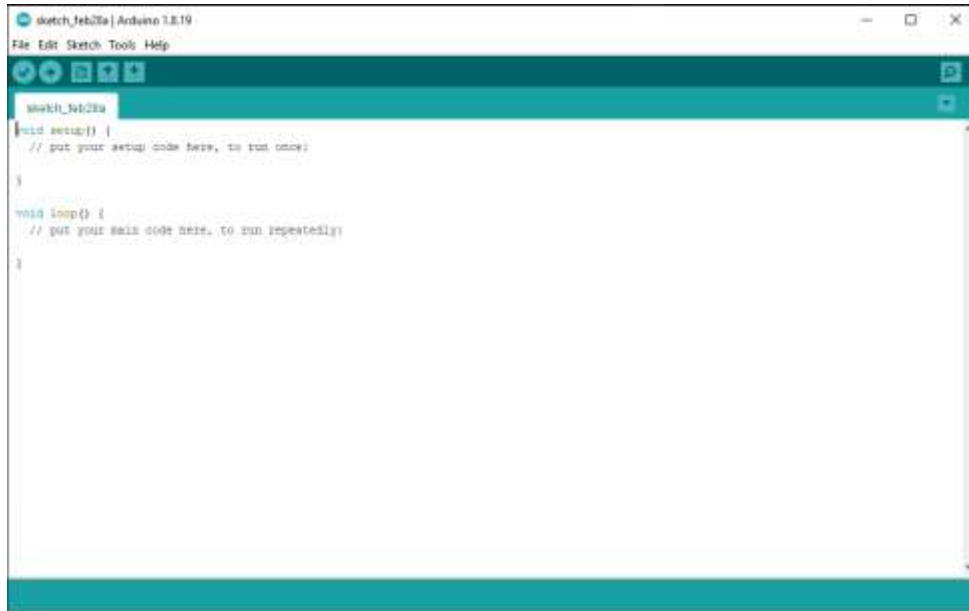 sketch_feb28a | Arduino 1.8.19
File Edit Sketch Tools Help
sketch_feb28a
void setup() {
// put your setup code here, to run once:
}
void loop() {
// put your main code here, to run repeatedly:
}